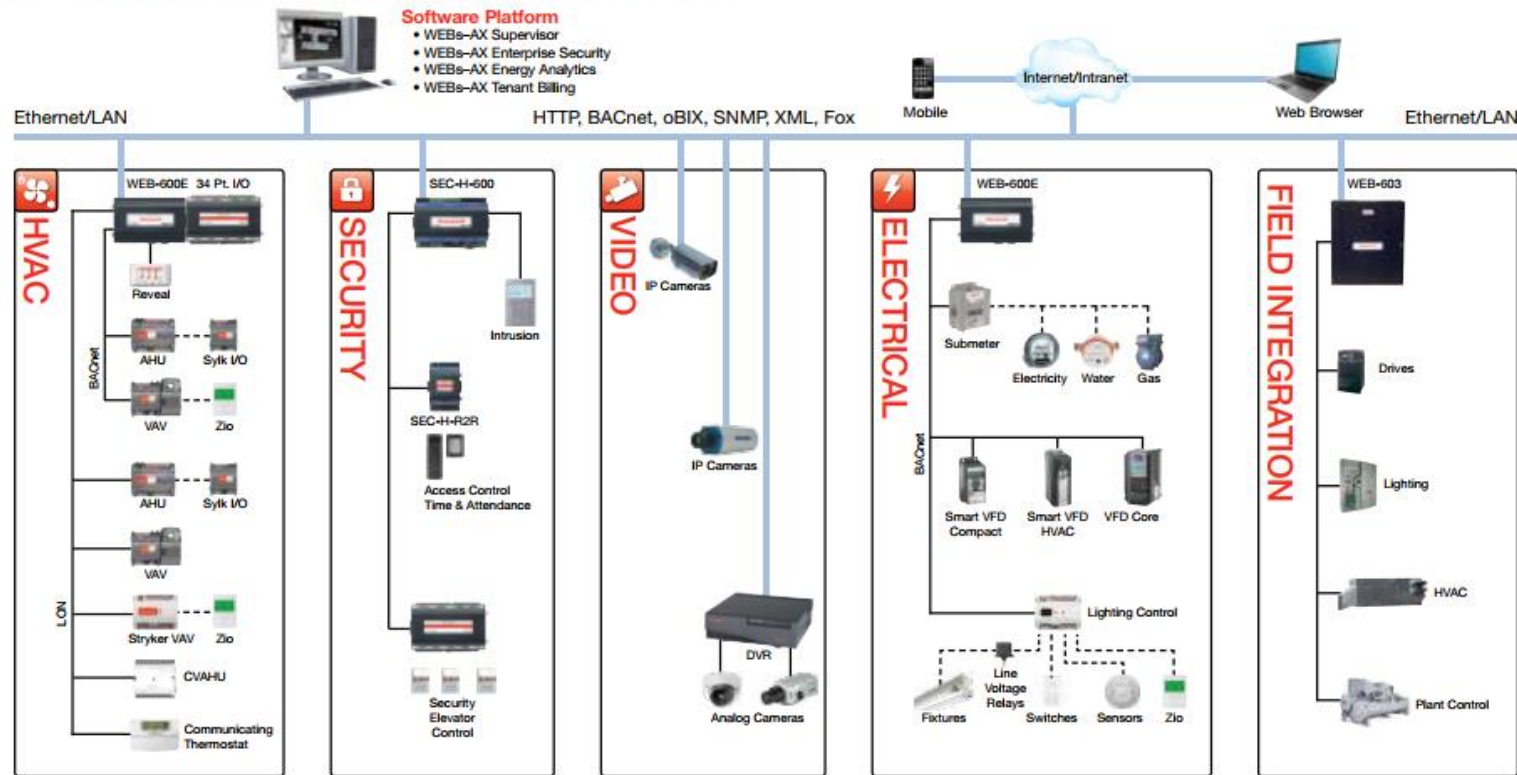 Software Platform
• WEBs–AX Supervisor
• WEBs–AX Enterprise Security
• WEBs–AX Energy Analytics
• WEBs–AX Tenant Billing
Internet/Intranet
Mobile
Web Browser
Ethernet/LAN
HTTP, BACnet, oBIX, SNMP, XML, Fox
Ethernet/LAN
HVAC
WEB-600E 34 Pt. I/O
Reveal
BACnet
AHU
Sylk I/O
VAV
Zio
AHU
Sylk I/O
VAV
LON
Stryker VAV
Zio
CVAHU
Communicating
Thermostat
SECURITY
SEC-H-600
Intrusion
SEC-H-R2R
Access Control
Time & Attendance
Security
Elevator
Control
VIDEO
IP Cameras
IP Cameras
DVR
Analog Cameras
ELECTRICAL
WEB-600E
Submeter
Electricity
Water
Gas
BACnet
Smart VFD
Compact
Smart VFD
HVAC
VFD Core
Lighting Control
Line
Voltage
Relays
Fixtures
Switches
Sensors
Zio
FIELD INTEGRATION
WEB-603
Drives
Lighting
HVAC
Plant Control